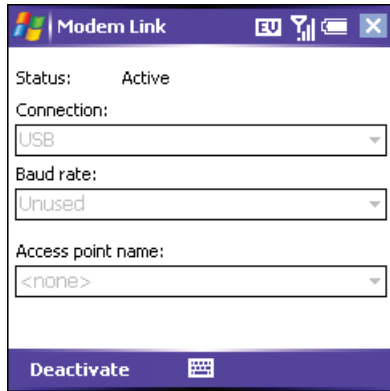 Modem Link EU
Status: Active
Connection:
USB
Baud rate:
Unused
Access point name:
<none>
Deactivate